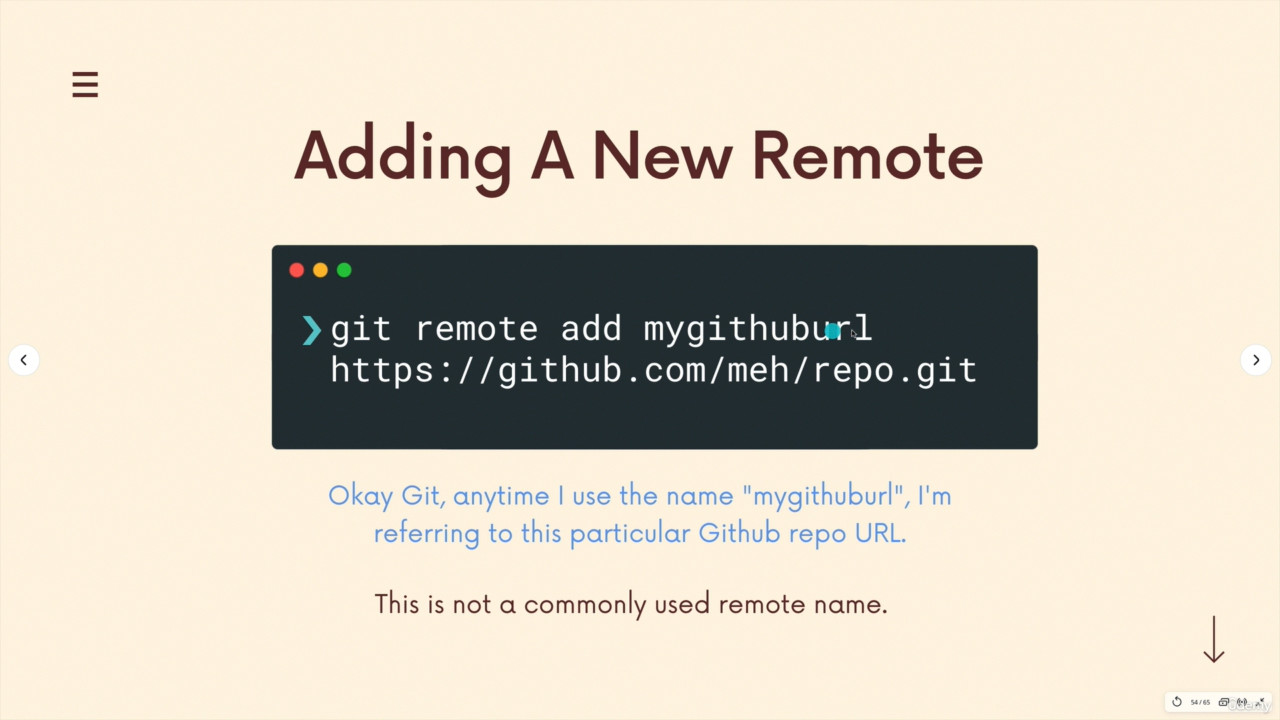 Adding A New Remote
❯ git remote add mygithuburl
https://github.com/meh/repo.git
Okay Git, anytime I use the name "mygithuburl", I'm
referring to this particular Github repo URL.
This is not a commonly used remote name.
54 / 65
ûdemy